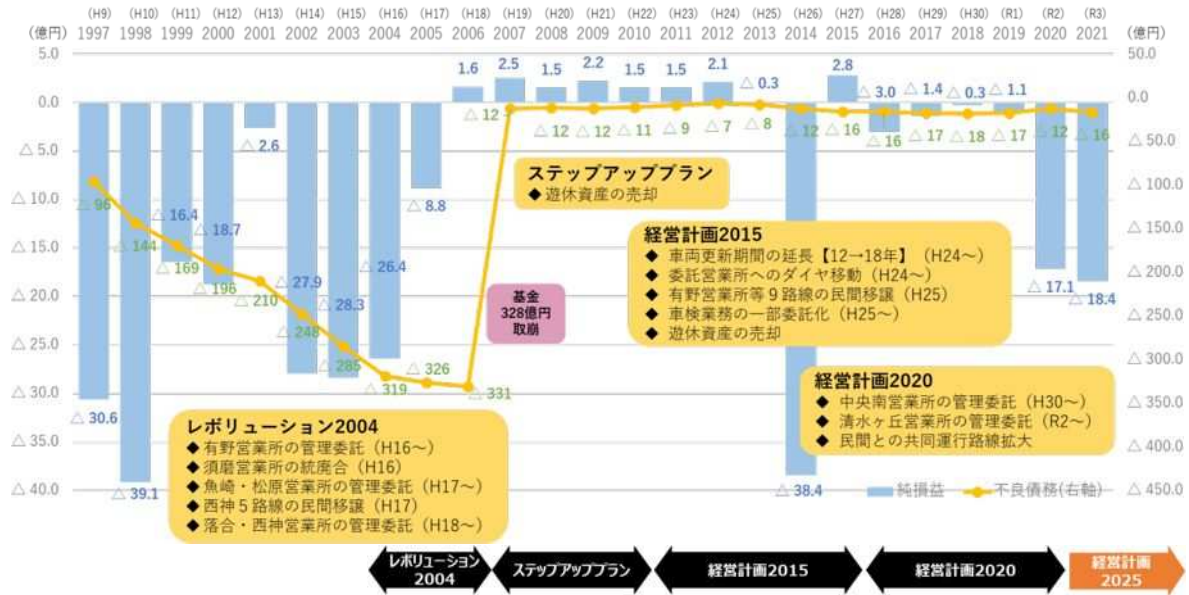 (H9) (H10) (H11) (H12) (H13) (H14) (H15) (H16) (H17) (H18) (H19) (H20) (H21) (H22) (H23) (H24) (H25) (H26) (H27) (H28) (H29) (H30) (R1) (R2) (R3)
(億円) 1997 1998 1999 2000 2001 2002 2003 2004 2005 2006 2007 2008 2009 2010 2011 2012 2013 2014 2015 2016 2017 2018 2019 2020 2021 (億円)
5.0
0.0
△ 5.0
△ 10.0
△ 15.0
△ 20.0
△ 25.0
△ 30.0
△ 35.0
△ 40.0
50.0
0.0
△ 50.0
△ 100.0
△ 150.0
△ 200.0
△ 250.0
△ 300.0
△ 350.0
△ 400.0
△ 450.0
△ 30.6
△ 39.1
△ 16.4
△ 18.7
△ 2.6
△ 27.9
△ 28.3
△ 26.4
△ 8.8
1.6
2.5
1.5
2.2
1.5
1.5
2.1
△ 0.3
△ 38.4
2.8
△ 3.0
△ 1.4
△ 0.3
△ 1.1
△ 17.1
△ 18.4
△ 96
△ 144
△ 169
△ 196
△ 210
△ 248
△ 285
△ 319
△ 326
△ 331
△ 12
△ 12
△ 12
△ 11
△ 9
△ 7
△ 8
△ 12
△ 16
△ 16
△ 17
△ 18
△ 17
△ 12
△ 16
ステップアッププラン
◆ 遊休資産の売却
基金
328億円
取崩
経営計画2015
◆ 車両更新期間の延長【12→18年】(H24～)
◆ 委託営業所へのダイヤ移動(H24～)
◆ 有野営業所等9路線の民間移譲(H25)
◆ 車検業務の一部委託化(H25～)
◆ 遊休資産の売却
経営計画2020
◆ 中央南営業所の管理委託(H30～)
◆ 清水ヶ丘営業所の管理委託(R2～)
◆ 民間との共同運行路線拡大
レボリューション2004
◆ 有野営業所の管理委託(H16～)
◆ 須磨営業所の統廃合(H16)
◆ 魚崎・松原営業所の管理委託(H17～)
◆ 西神5路線の民間移譲(H17)
◆ 落合・西神営業所の管理委託(H18～)
純損益 不良債務(右軸)
レボリューション
2004
ステップアッププラン
経営計画2015
経営計画2020
経営計画
2025